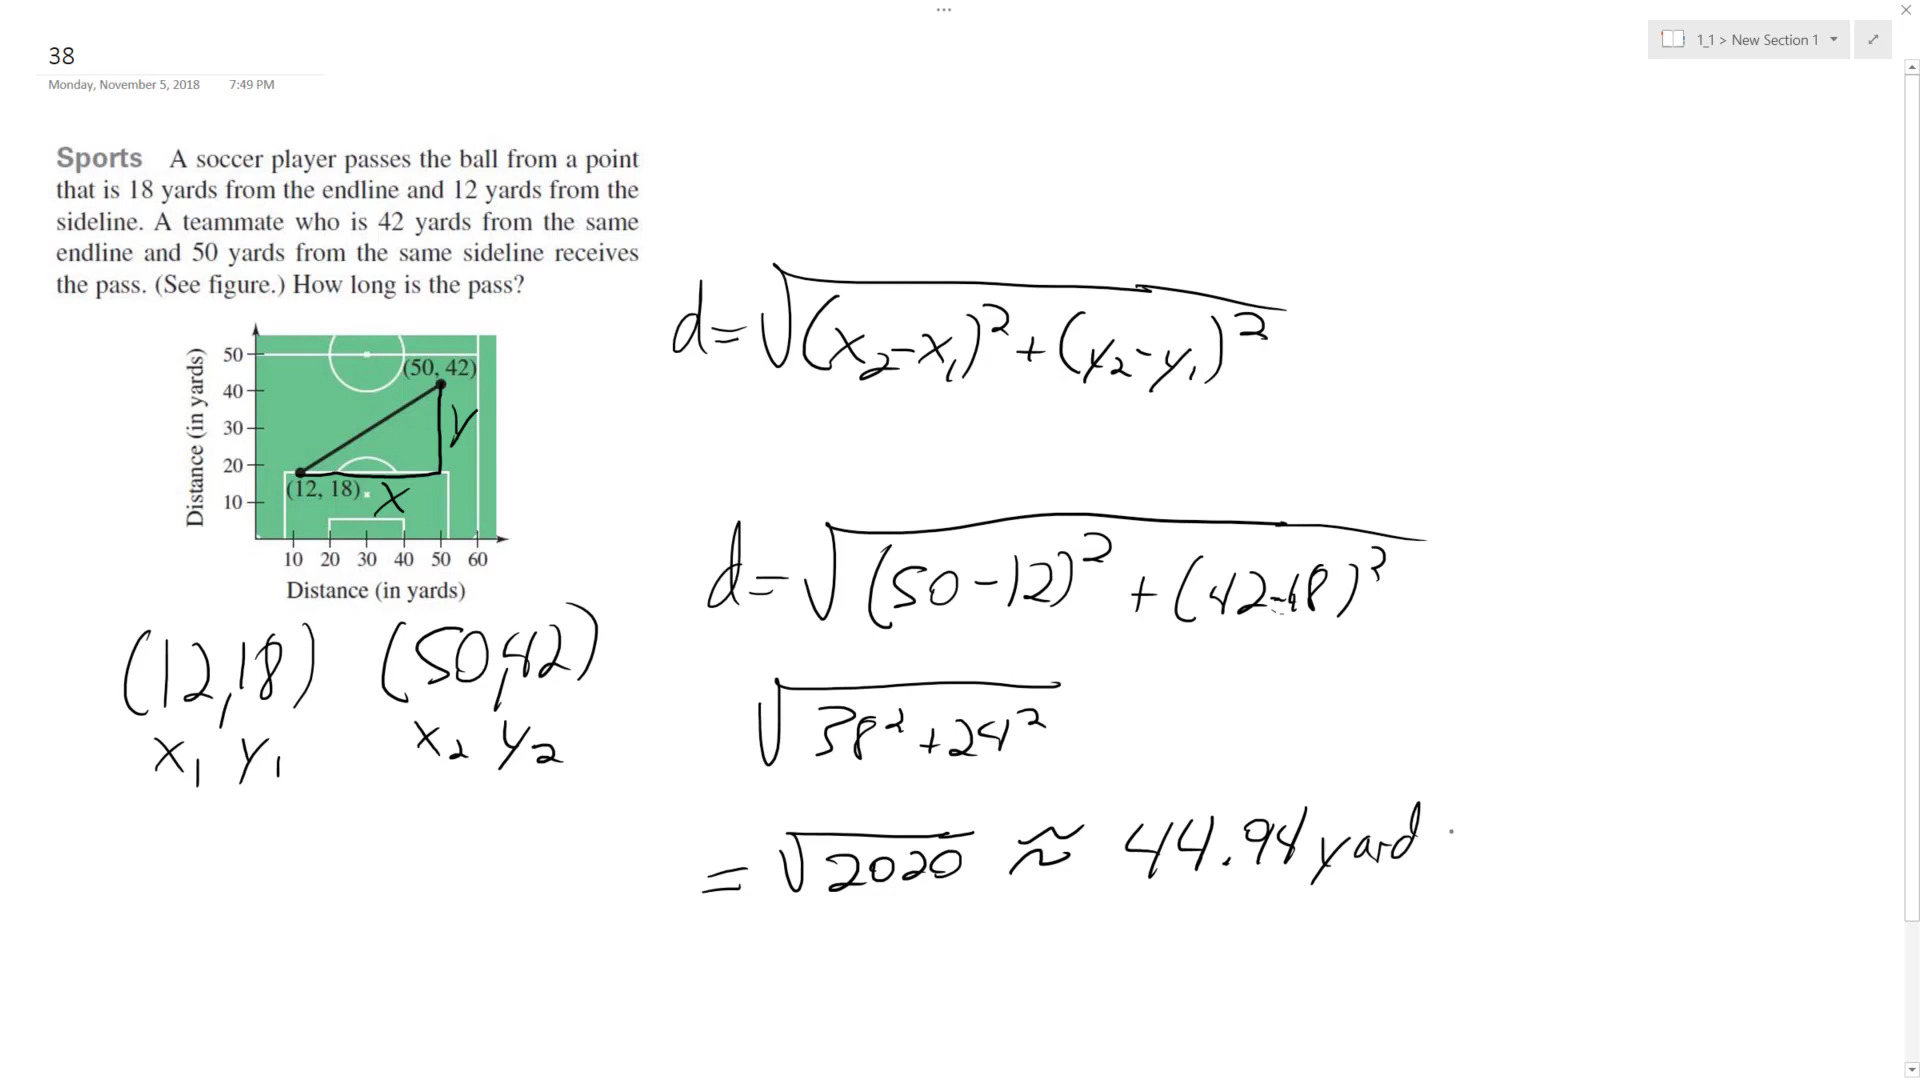 ...
1_1 > New Section 1
38
Monday, November 5, 2018 7:49 PM
Sports A soccer player passes the ball from a point
that is 18 yards from the endline and 12 yards from the
sideline. A teammate who is 42 yards from the same
endline and 50 yards from the same sideline receives
the pass. (See figure.) How long is the pass?
Distance (in yards)
50
40
30
20
10
(50, 42)
y
(12, 18)
x
10 20 30 40 50 60
Distance (in yards)
(12,18) (50,42)
x₁ y₁ x₂ y₂
d=√(x₂-x₁)²+(y₂-y₁)²
d=√(50-12)²+(42-18)²
√38²+24²
=√2020 ≈ 44.94 yard